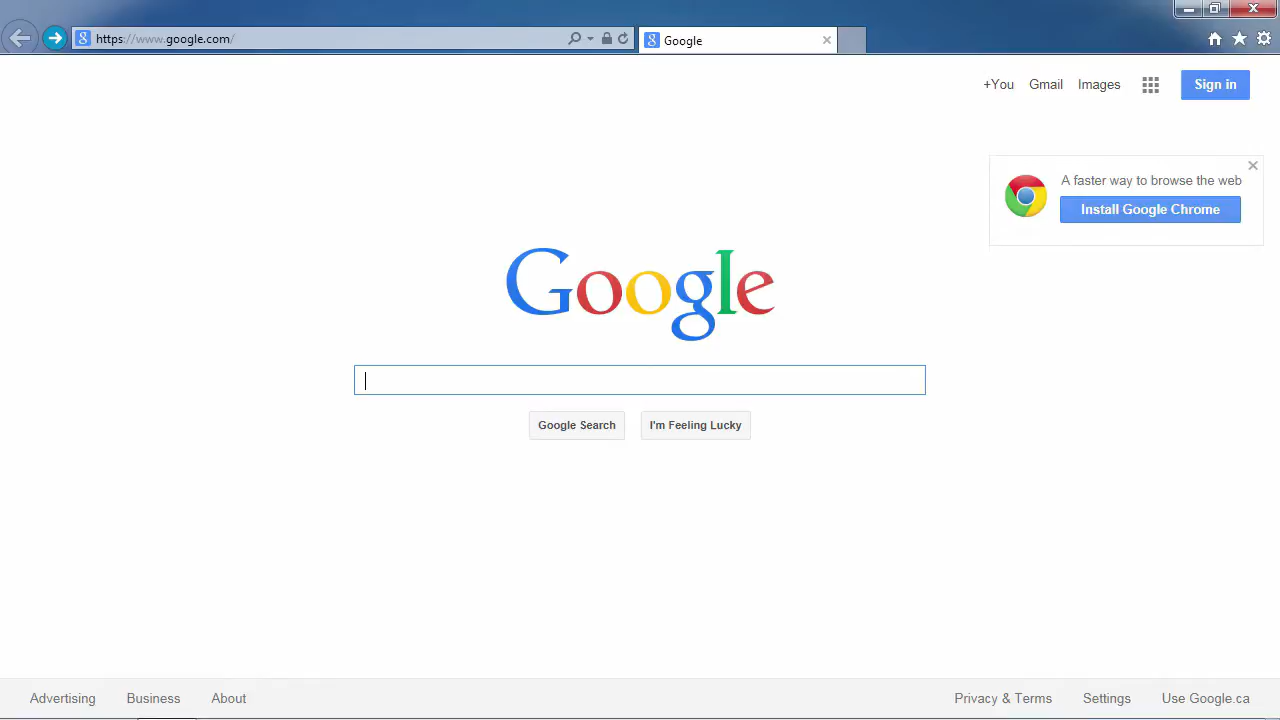 https://www.google.com/
Google
+You Gmail Images Sign in
A faster way to browse the web
Install Google Chrome
Google
Google Search I'm Feeling Lucky
Advertising Business About Privacy & Terms Settings Use Google.ca